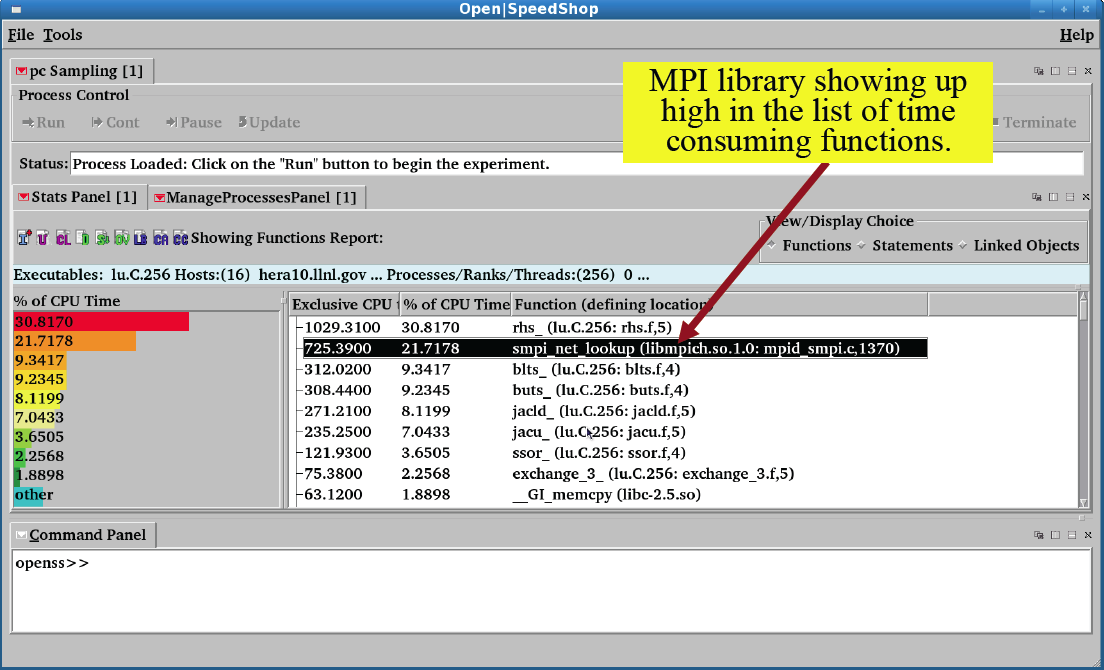 Open|SpeedShop
File Tools Help
pc Sampling [1]
MPI library showing up
high in the list of time
consuming functions.
Process Control
Run Cont Pause Update Terminate
Status: Process Loaded: Click on the "Run" button to begin the experiment.
Stats Panel [1] ManageProcessesPanel [1]
View/Display Choice
I U CL D CA CC Showing Functions Report:
Functions Statements Linked Objects
Executables: lu.C.256 Hosts:(16) hera10.llnl.gov ... Processes/Ranks/Threads:(256) 0 ...
% of CPU Time
30.8170
21.7178
9.3417
9.2345
8.1199
7.0433
3.6505
2.2568
1.8898
other
Exclusive CPU % of CPU Time Function (defining location)
1029.3100 30.8170 rhs_ (lu.C.256: rhs.f,5)
725.3900 21.7178 smpi_net_lookup (libmpich.so.1.0: mpid_smpi.c,1370)
312.0200 9.3417 blts_ (lu.C.256: blts.f,4)
308.4400 9.2345 buts_ (lu.C.256: buts.f,4)
271.2100 8.1199 jacld_ (lu.C.256: jacld.f,5)
235.2500 7.0433 jacu_ (lu.C.256: jacu.f,5)
121.9300 3.6505 ssor_ (lu.C.256: ssor.f,4)
75.3800 2.2568 exchange_3_ (lu.C.256: exchange_3.f,5)
63.1200 1.8898 __GI_memcpy (libc-2.5.so)
Command Panel
openss>>